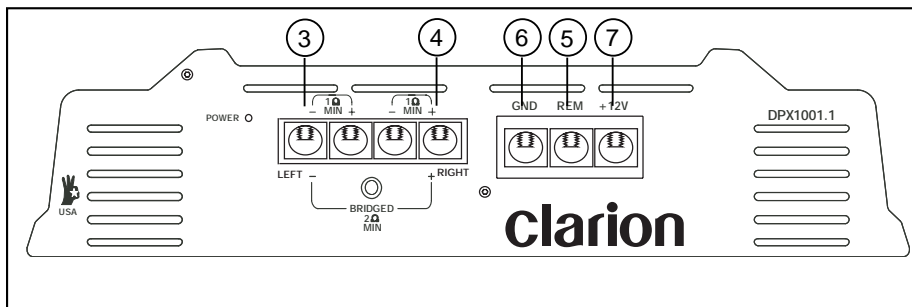 3 4 6 5 7
1Ω MIN 1Ω MIN GND REM +12V
- + - +
POWER DPX1001.1
LEFT - + RIGHT
USA
BRIDGED
2Ω
MIN
clarion